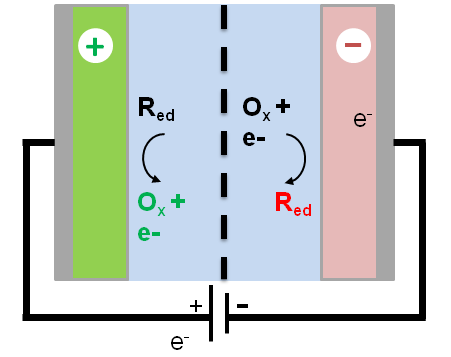 +
−
Red
Ox +
e-
Ox +
e-
Red
e-
+ -
e-